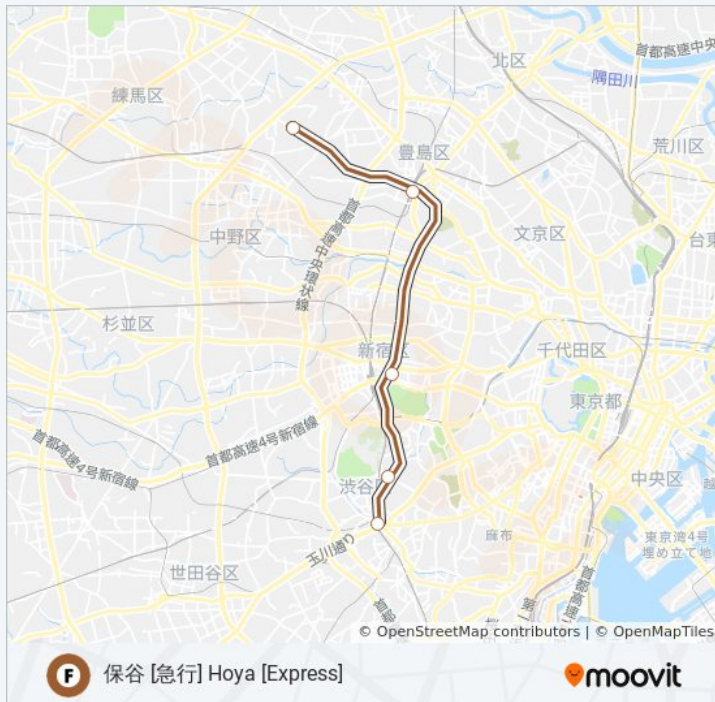 首都高速中央
北区
隅田川
練馬区
荒川区
豊島区
首都高速中央環状線
台東
文京区
中野区
杉並区
新宿区
千代田区
東京都
首都高速4号新宿線
首都高速4号新宿線
中央区
渋谷区
麻布
玉川通り
東京湾4号
埋め立て地
世田谷区
© OpenStreetMap contributors | © OpenMapTiles
F 保谷 [急行] Hoya [Express]
moovit